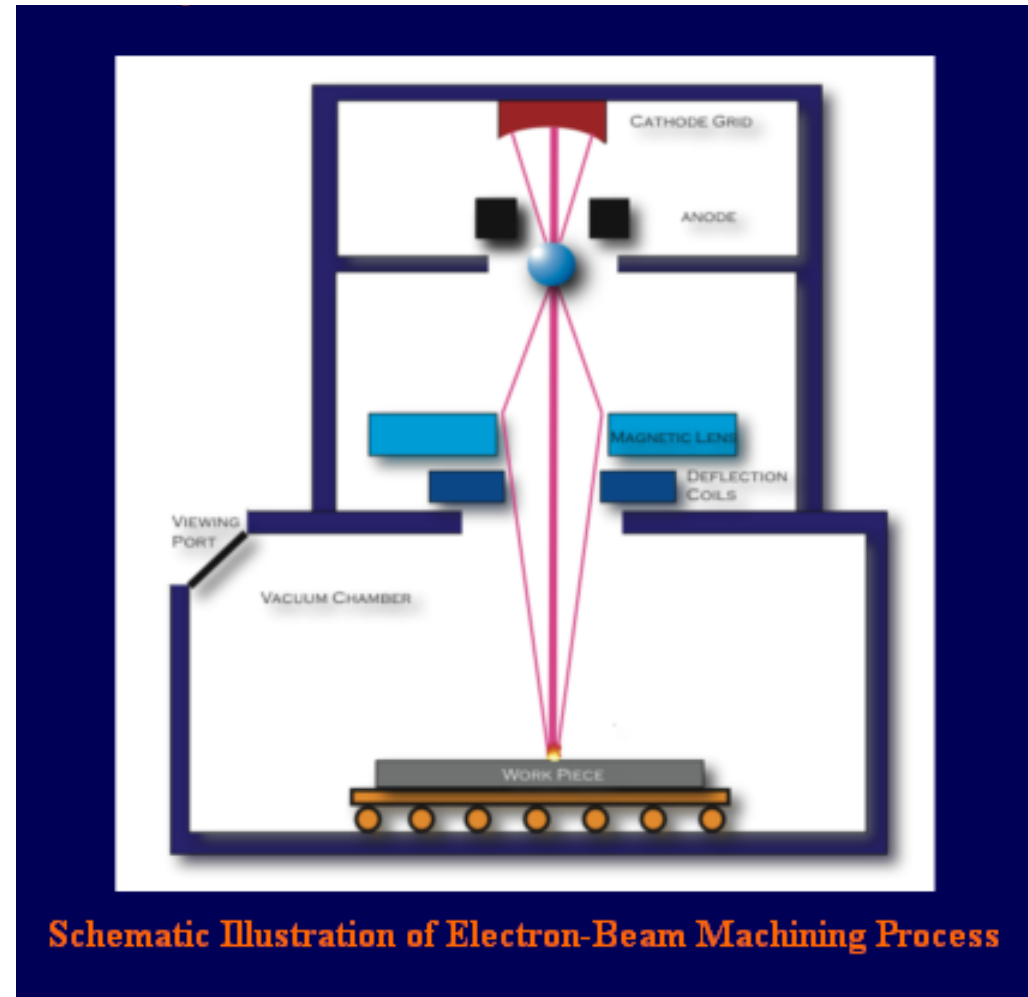 CATHODE GRID
ANODE
MAGNETIC LENS
DEFLECTION
COILS
VIEWING
PORT
VACUUM CHAMBER
WORK PIECE
Schematic Illustration of Electron-Beam Machining Process